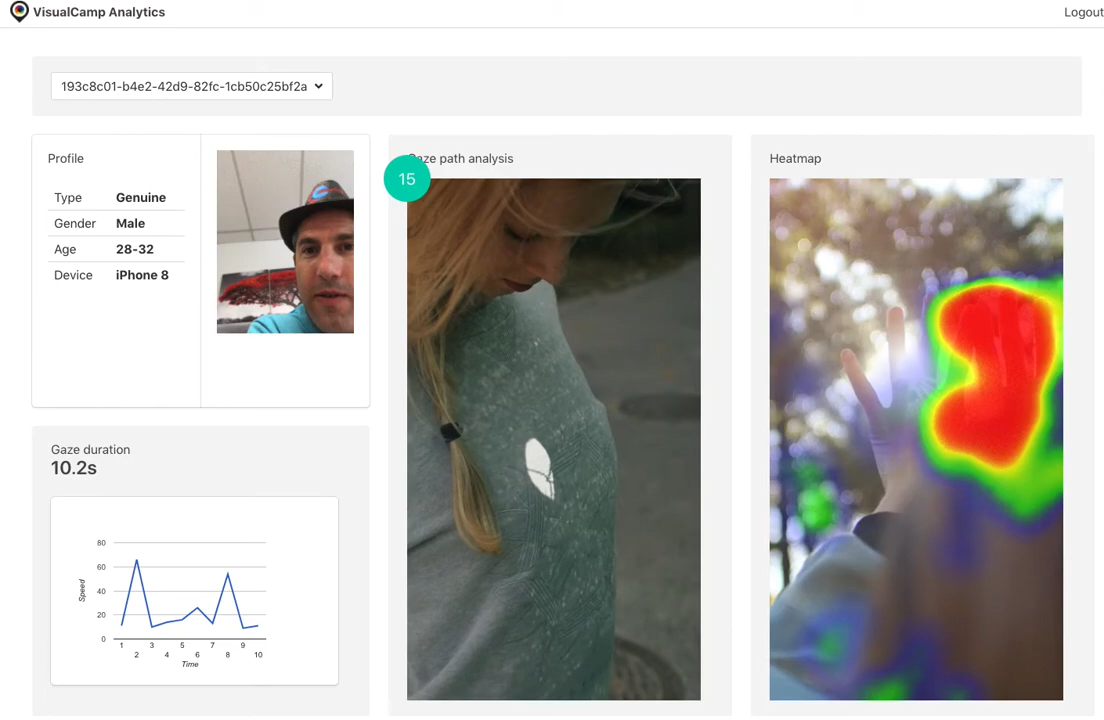 VisualCamp Analytics
Logout
193c8c01-b4e2-42d9-82fc-1cb50c25bf2a
Profile
Type Genuine
Gender Male
Age 28-32
Device iPhone 8
Gaze path analysis
15
Heatmap
Gaze duration
10.2s
80
60
40
20
0
Speed
1 2 3 4 5 6 7 8 9 10
Time